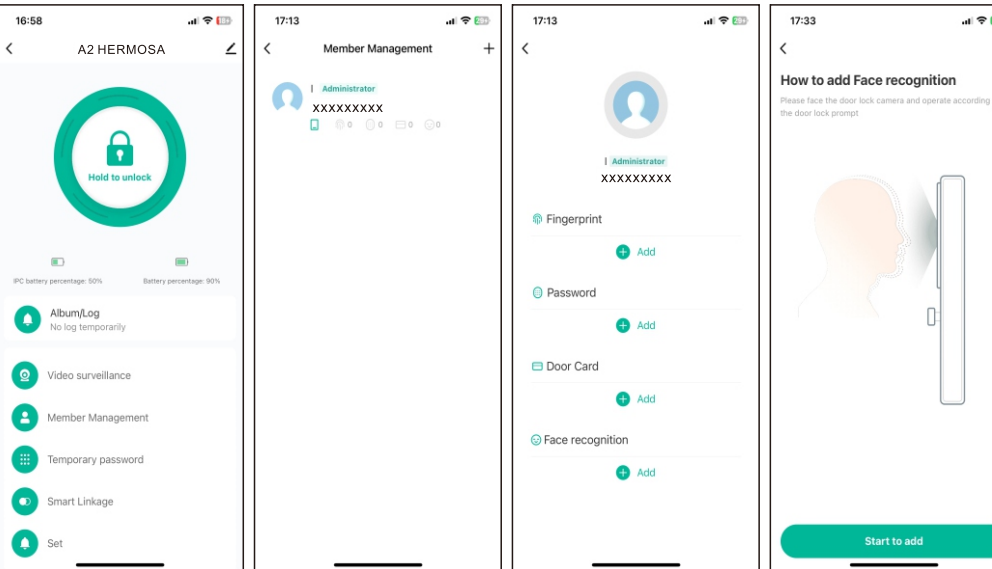 16:58
A2 HERMOSA
Hold to unlock
IPC battery percentage: 50%
Battery percentage: 90%
Album/Log
No log temporarily
Video surveillance
Member Management
Temporary password
Smart Linkage
Set
17:13
Member Management
Administrator
XXXXXXXXX
0 0 0 0
17:13
Administrator
XXXXXXXXX
Fingerprint
Add
Password
Add
Door Card
Add
Face recognition
Add
17:33
How to add Face recognition
Please face the door lock camera and operate according
the door lock prompt
Start to add